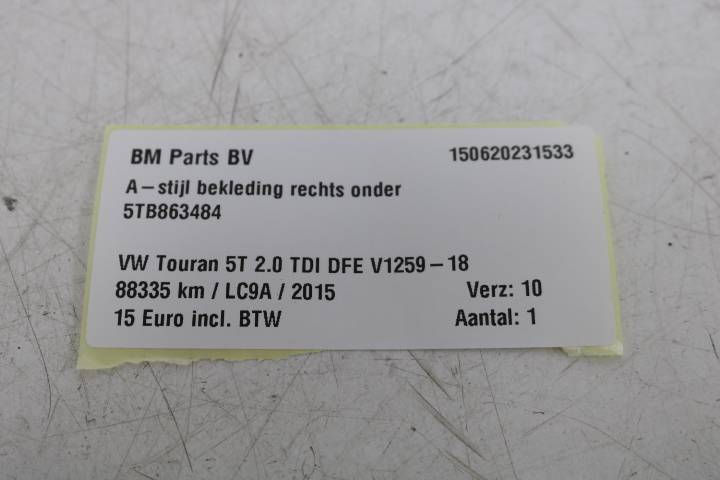 BM Parts BV 150620231533
A-stijl bekleding rechts onder
5TB863484
VW Touran 5T 2.0 TDI DFE V1259-18
88335 km / LC9A / 2015 Verz: 10
15 Euro incl. BTW Aantal: 1